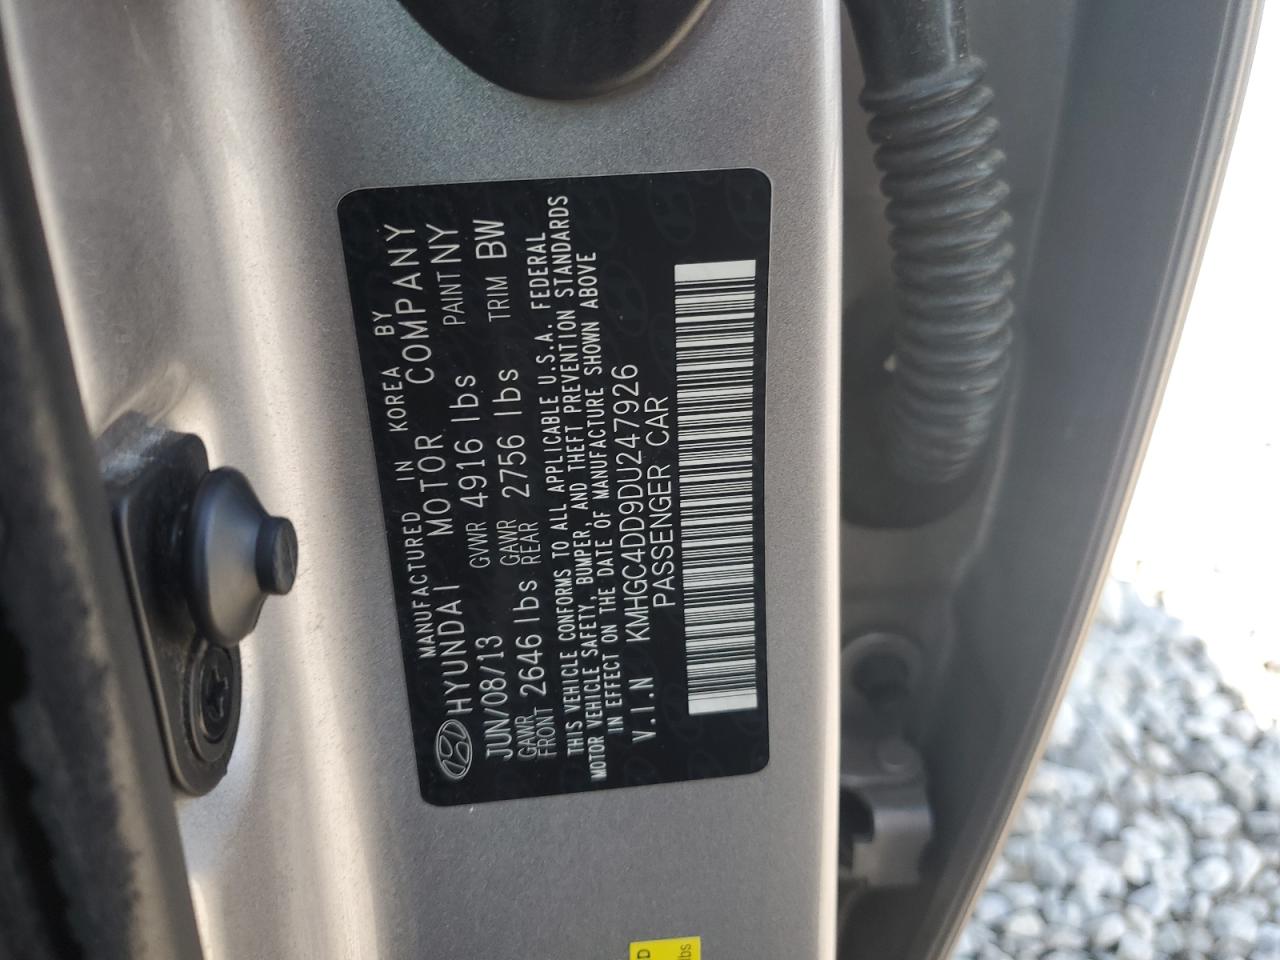 MANUFACTURED IN KOREA BY
HYUNDAI MOTOR COMPANY
JUN/08/13 GVWR 4916 lbs PAINT NY
GAWR FRONT 2646 lbs GAWR REAR 2756 lbs TRIM BW
THIS VEHICLE CONFORMS TO ALL APPLICABLE U.S.A. FEDERAL
MOTOR VEHICLE SAFETY, BUMPER, AND THEFT PREVENTION STANDARDS
IN EFFECT ON THE DATE OF MANUFACTURE SHOWN ABOVE
V.I.N KMHGC4DD9DU247926
PASSENGER CAR
D
lbs